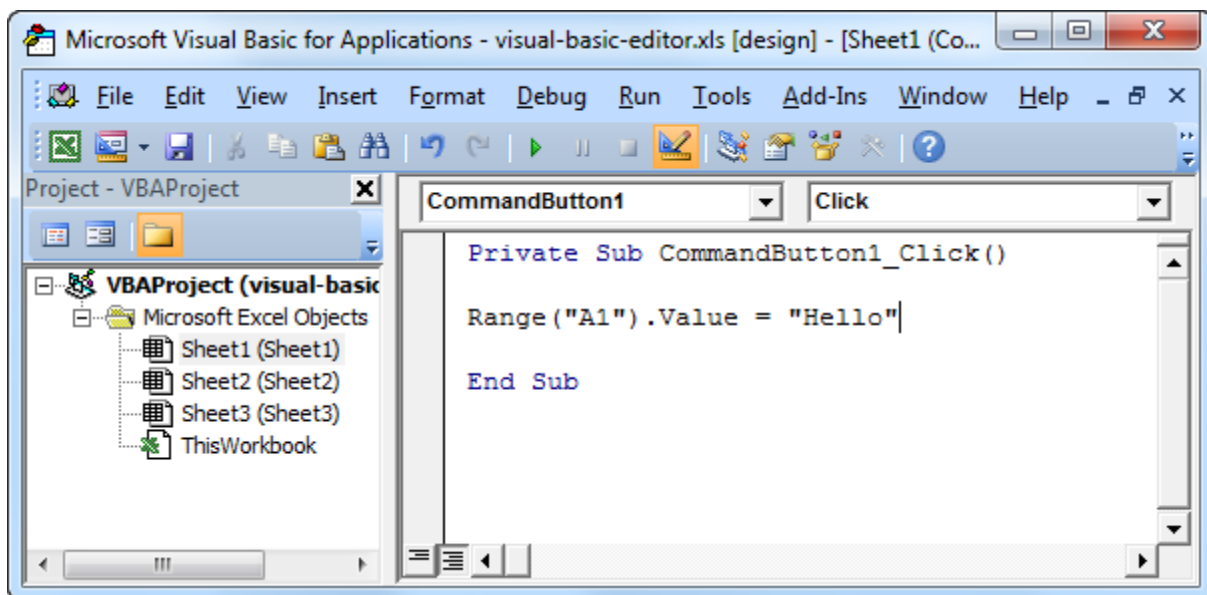 Microsoft Visual Basic for Applications - visual-basic-editor.xls [design] - [Sheet1 (Co...
File Edit View Insert Format Debug Run Tools Add-Ins Window Help
Project - VBAProject
CommandButton1 Click
VBAProject (visual-basic
Microsoft Excel Objects
Sheet1 (Sheet1)
Sheet2 (Sheet2)
Sheet3 (Sheet3)
ThisWorkbook
Private Sub CommandButton1_Click()
Range("A1").Value = "Hello"
End Sub